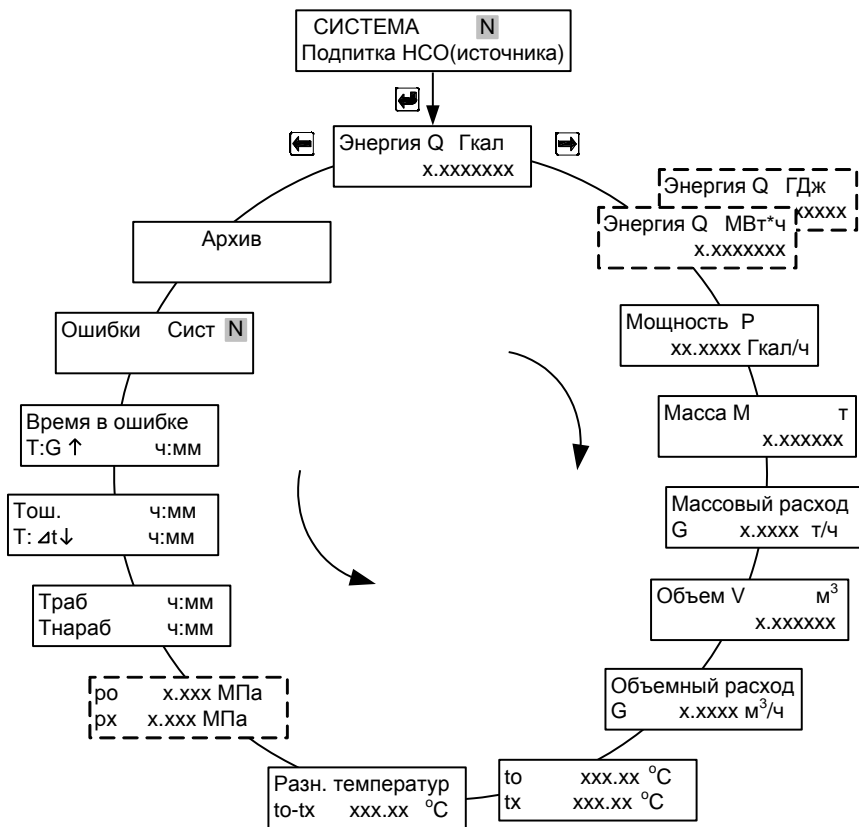 СИСТЕМА N
Подпитка НСО(источника)
Энергия Q Гкал
x.xxxxxxx
Энергия Q ГДж
xxxxx
Энергия Q МВт*ч
x.xxxxxxx
Мощность P
xx.xxxx Гкал/ч
Масса M т
x.xxxxxx
Массовый расход
G x.xxxx т/ч
Объем V м³
x.xxxxxx
Объемный расход
G x.xxxx м³/ч
to xxx.xx °C
tx xxx.xx °C
Разн. температур
to-tx xxx.xx °C
po x.xxx МПа
px x.xxx МПа
Траб ч:мм
Тнараб ч:мм
Тош. ч:мм
T: ⊿t↓ ч:мм
Время в ошибке
T:G ↑ ч:мм
Ошибки Сист N
Архив